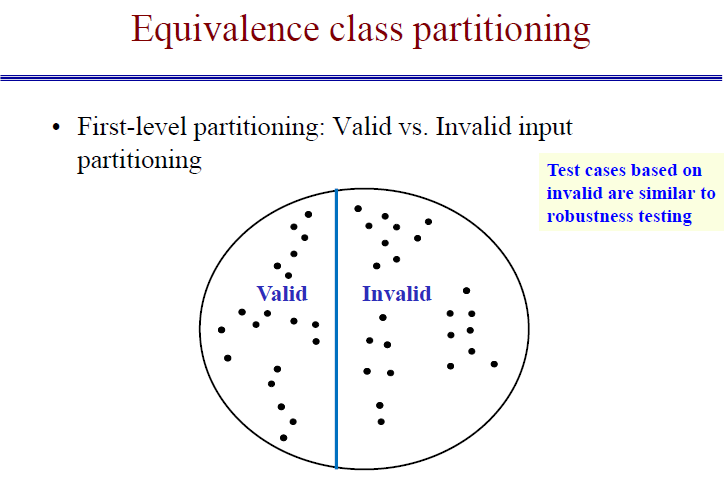 Equivalence class partitioning
• First-level partitioning: Valid vs. Invalid input
partitioning
Test cases based on
invalid are similar to
robustness testing
Valid
Invalid